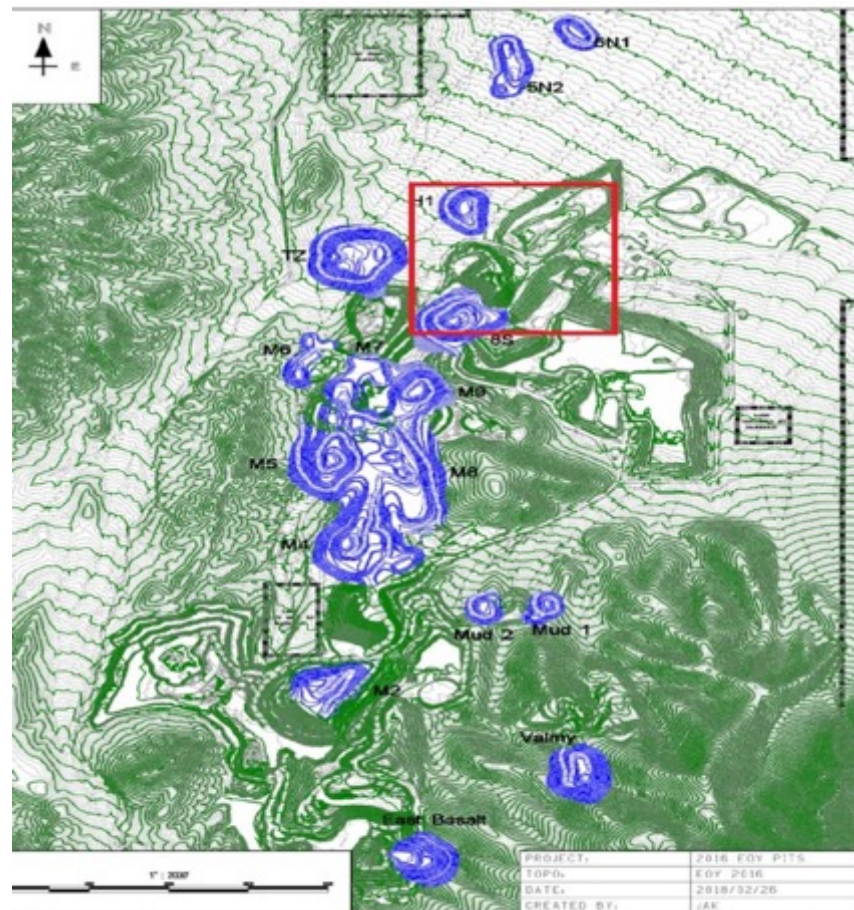 N
5N1
5N2
H1
TZ
8S
M6
M7
M9
M5
M8
M4
Mud 2
Mud 1
M2
Valmy
East Basalt
PROJECT: 2016 EOY PITS
TOPO: EOY 2016
CREATED BY: JAK